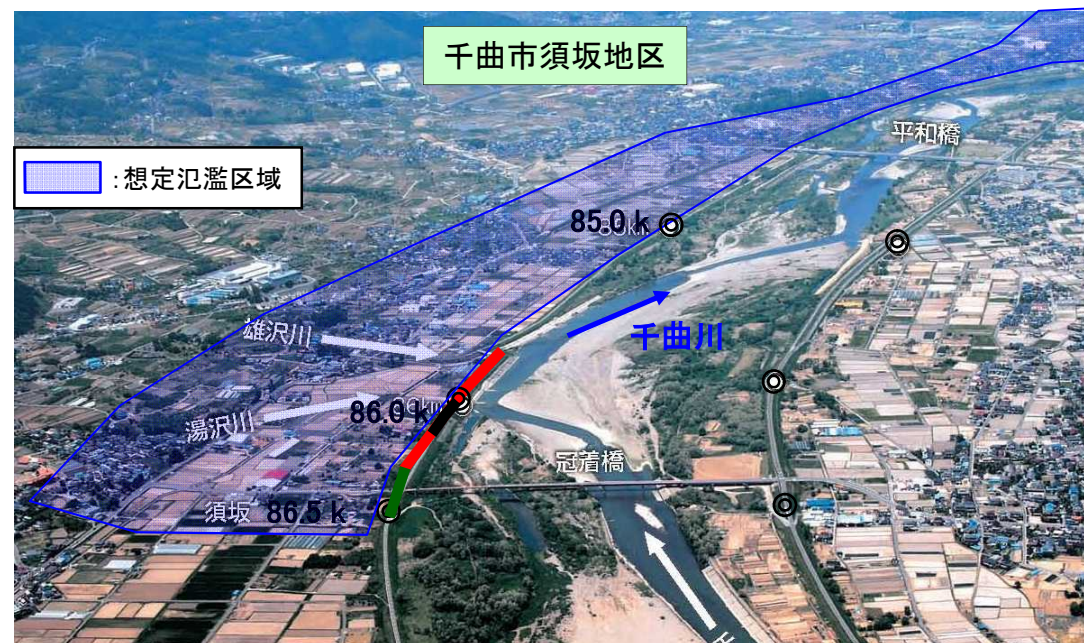 千曲市須坂地区
:想定氾濫区域
平和橋
85.0 k
千曲川
雄沢川
86.0 k
湯沢川
冠着橋
須坂
86.5 k